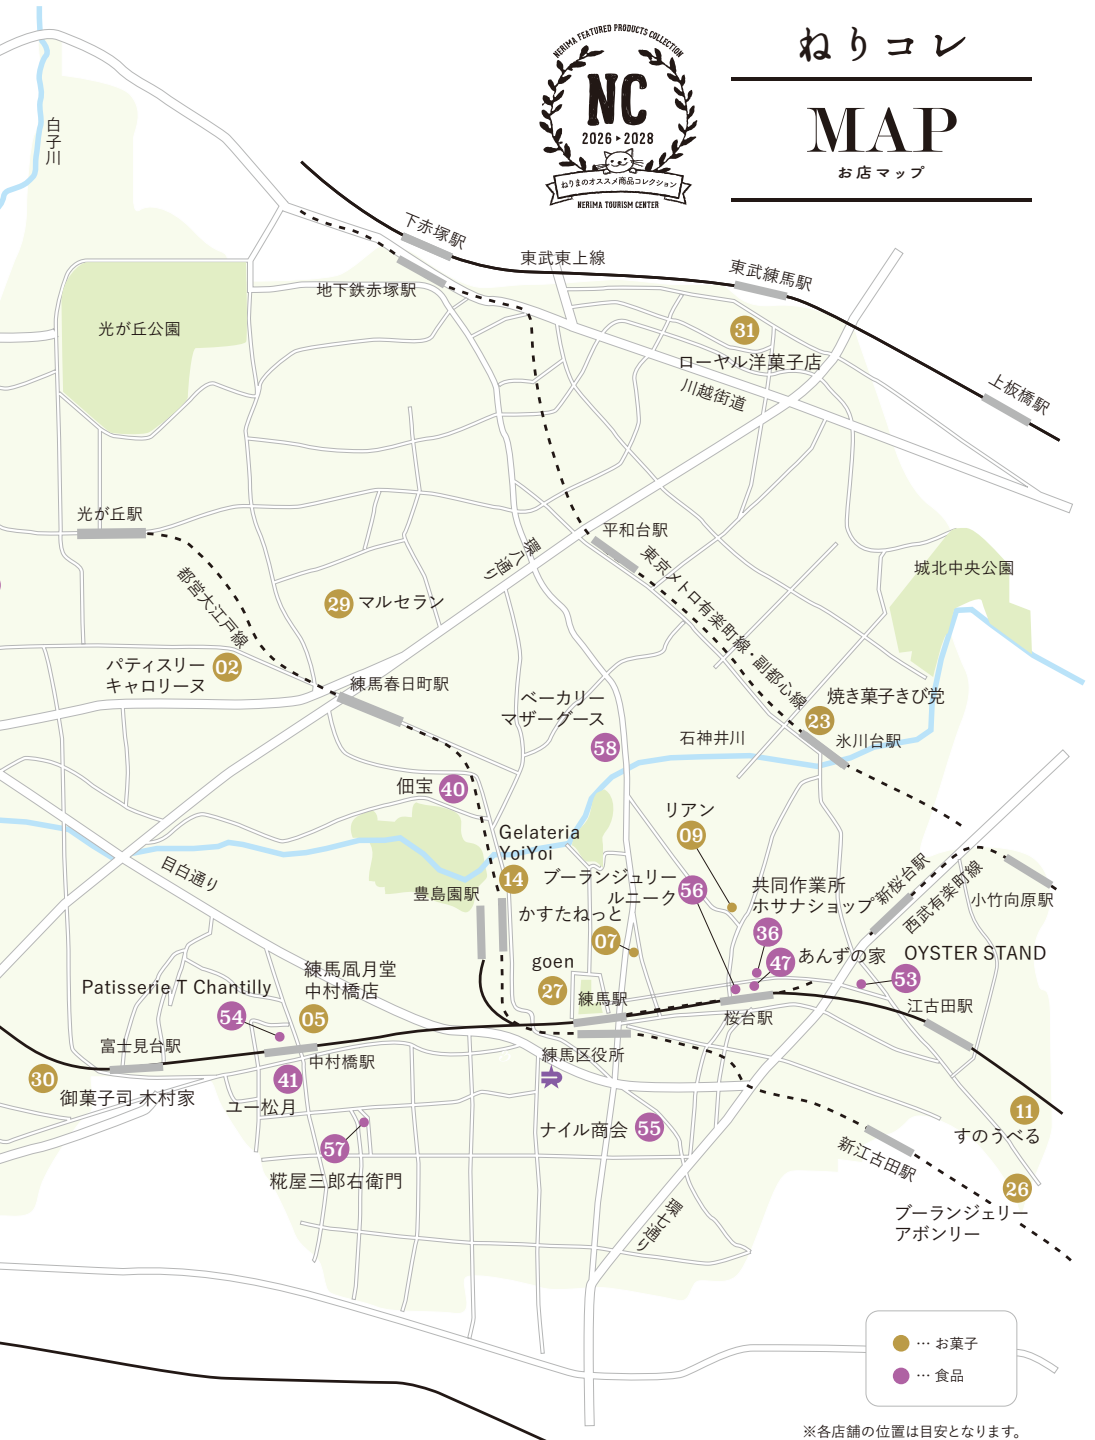 NERIMA FEATURED PRODUCTS COLLECTION
NC
2026▶2028
ねりまのオススメ商品コレクション
NERIMA TOURISM CENTER
ねりコレ
MAP
お店マップ
白子川
下赤塚駅
東武東上線
東武練馬駅
地下鉄赤塚駅
光が丘公園
31
ローヤル洋菓子店
川越街道
上板橋駅
光が丘駅
平和台駅
環八通り
東京メトロ有楽町線・副都心線
城北中央公園
都営大江戸線
29 マルセラン
パティスリー
キャロリーヌ
02
練馬春日町駅
ベーカリー
マザーグース
58
焼き菓子きび党
23
石神井川
氷川台駅
佃宝 40
リアン
09
Gelateria
YoiYoi
14
目白通り
豊島園駅
ブーランジュリー
ルニーク
56
かすたねっと
07
共同作業所
ホサナショップ
36
新桜台駅
西武有楽町線
小竹向原駅
47 あんずの家
OYSTER STAND
53
goen
27
練馬駅
練馬凮月堂
中村橋店
05
Patisserie T Chantilly
54
桜台駅
江古田駅
富士見台駅
中村橋駅
練馬区役所
30
御菓子司 木村家
41
ユー松月
57
糀屋三郎右衛門
ナイル商会 55
11
すのうべる
新江古田駅
26
ブーランジェリー
アボンリー
環七通り
… お菓子
… 食品
※各店舗の位置は目安となります。